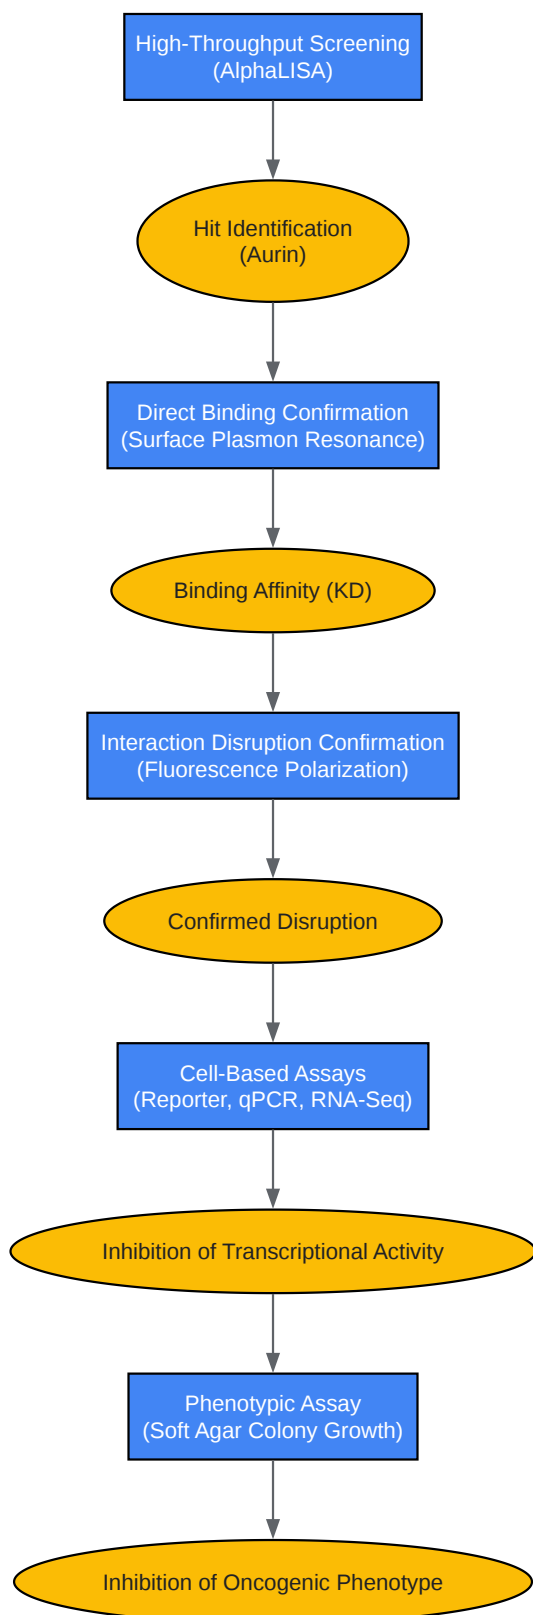 High-Throughput Screening
(AlphaLISA)
Hit Identification
(Aurin)
Direct Binding Confirmation
(Surface Plasmon Resonance)
Binding Affinity (KD)
Interaction Disruption Confirmation
(Fluorescence Polarization)
Confirmed Disruption
Cell-Based Assays
(Reporter, qPCR, RNA-Seq)
Inhibition of Transcriptional Activity
Phenotypic Assay
(Soft Agar Colony Growth)
Inhibition of Oncogenic Phenotype